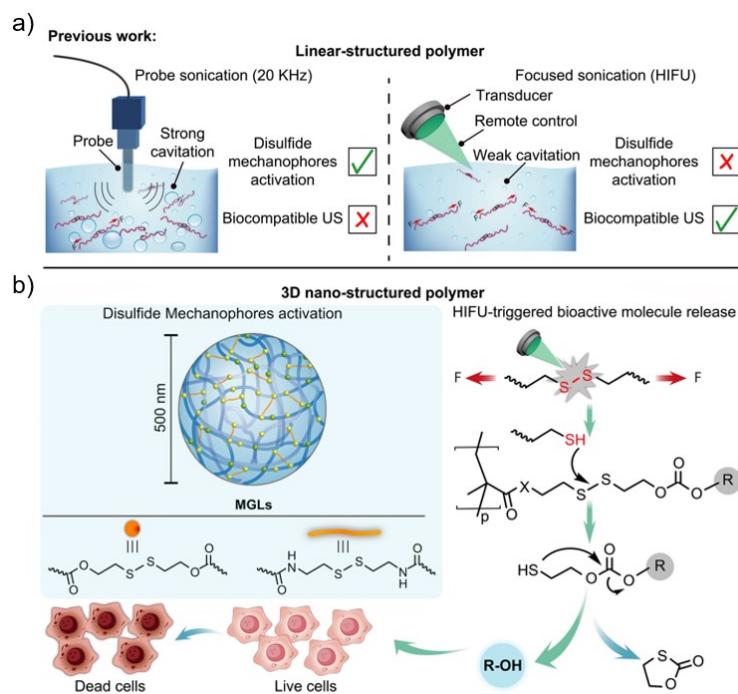 a)
Previous work:
Linear-structured polymer
Probe sonication (20 KHz)
Probe
Strong
cavitation
Disulfide
mechanophores
activation
Biocompatible US
Focused sonication (HIFU)
Transducer
Remote control
Weak cavitation
Disulfide
mechanophores
activation
Biocompatible US
F
F
F
F
b)
3D nano-structured polymer
Disulfide Mechanophores activation
500 nm
MGLs
O
O
S
S
O
O
O
H
N
S
S
N
H
O
Dead cells
Live cells
HIFU-triggered bioactive molecule release
F
S
S
F
SH
O
X
S
S
O
O
O
R
p
HS
O
O
O
R
R-OH
S
O
O